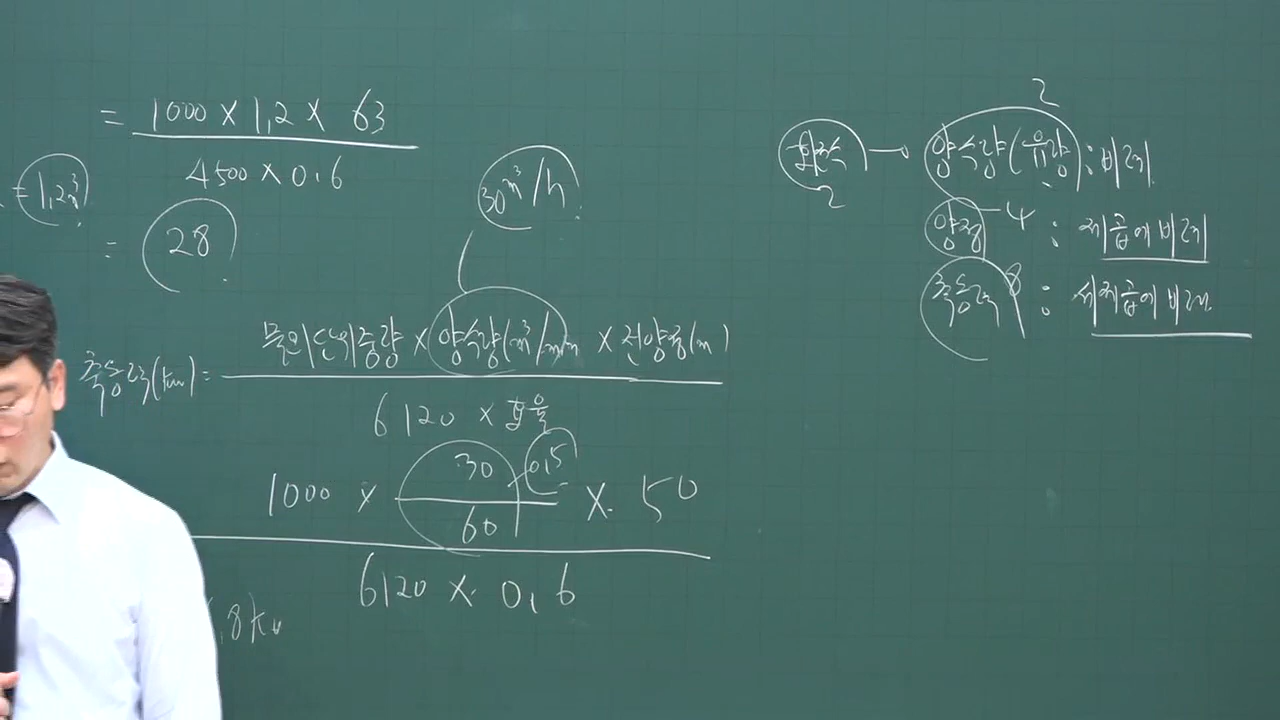 = 1000 × 1,2 × 63
4500 × 0.6
= 1,2㎥
= 28
30㎥/h
축동력(kw) = 물의단위중량 × 양수량(㎥/min × 전양정(m)
6120 × 효율
1000 × 30 0,5 × 50
60
6120 × 0,6
,8kw
2
회전수 → 양수량(유량) : 비례
2
양정 4 : 제곱에 비례
축동력 8 : 세제곱에 비례